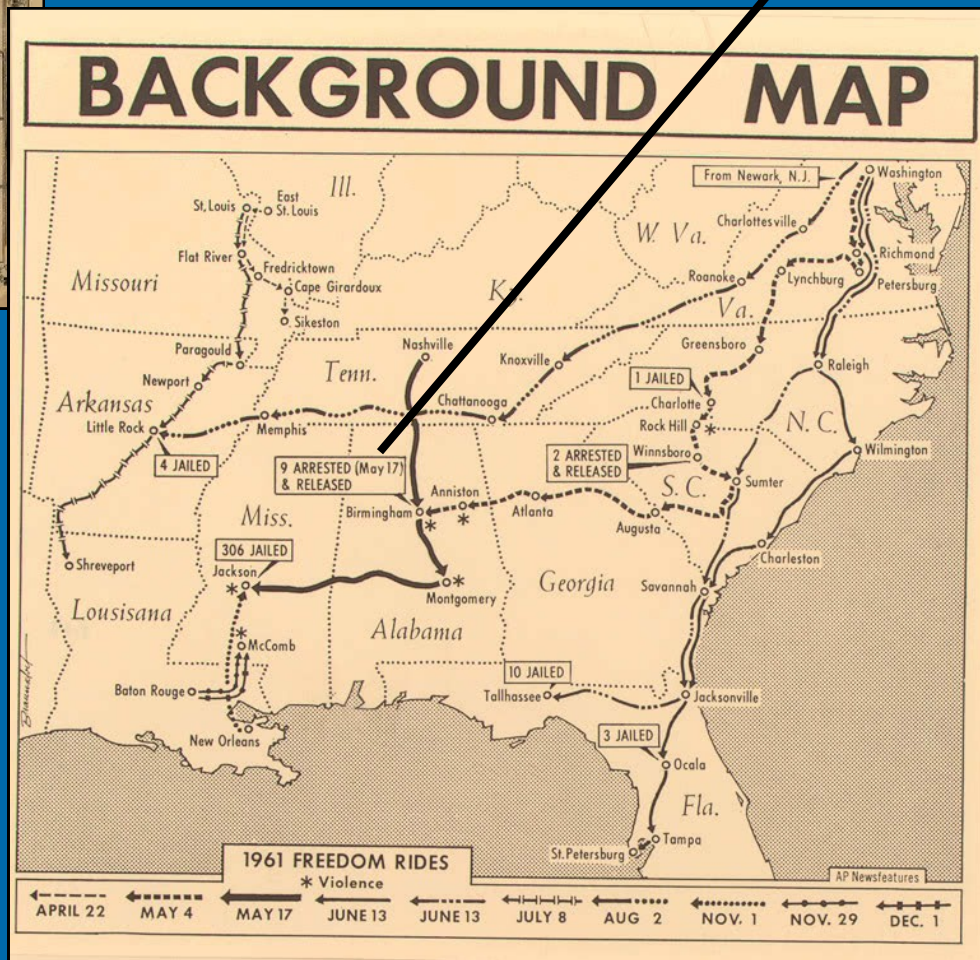 BACKGROUND MAP
From Newark, N.J.
Washington
Ill.
East
St. Louis
St. Louis
Charlottesville
W. Va.
Richmond
Flat River
Fredricktown
Roanoke
Lynchburg
Petersburg
Missouri
Cape Girardoux
Ky.
Va.
Sikeston
Nashville
Greensboro
Paragould
Knoxville
Raleigh
Newport
Tenn.
1 JAILED
Arkansas
Chattanooga
Charlotte
Little Rock
Memphis
Rock Hill
*
N.C.
4 JAILED
9 ARRESTED (May 17)
& RELEASED
2 ARRESTED
& RELEASED
Winnsboro
Wilmington
Anniston
S.C.
Sumter
Miss.
Birmingham
*
*
Atlanta
Augusta
306 JAILED
Charleston
Shreveport
Jackson
*
*
Montgomery
Georgia
Savannah
Lousisana
*
McComb
Alabama
10 JAILED
Baton Rouge
Tallhassee
Jacksonville
New Orleans
3 JAILED
Ocala
Fla.
Tampa
St. Petersburg
1961 FREEDOM RIDES
* Violence
AP Newsfeatures
APRIL 22 MAY 4 MAY 17 JUNE 13 JUNE 13 JULY 8 AUG 2 NOV. 1 NOV. 29 DEC. 1